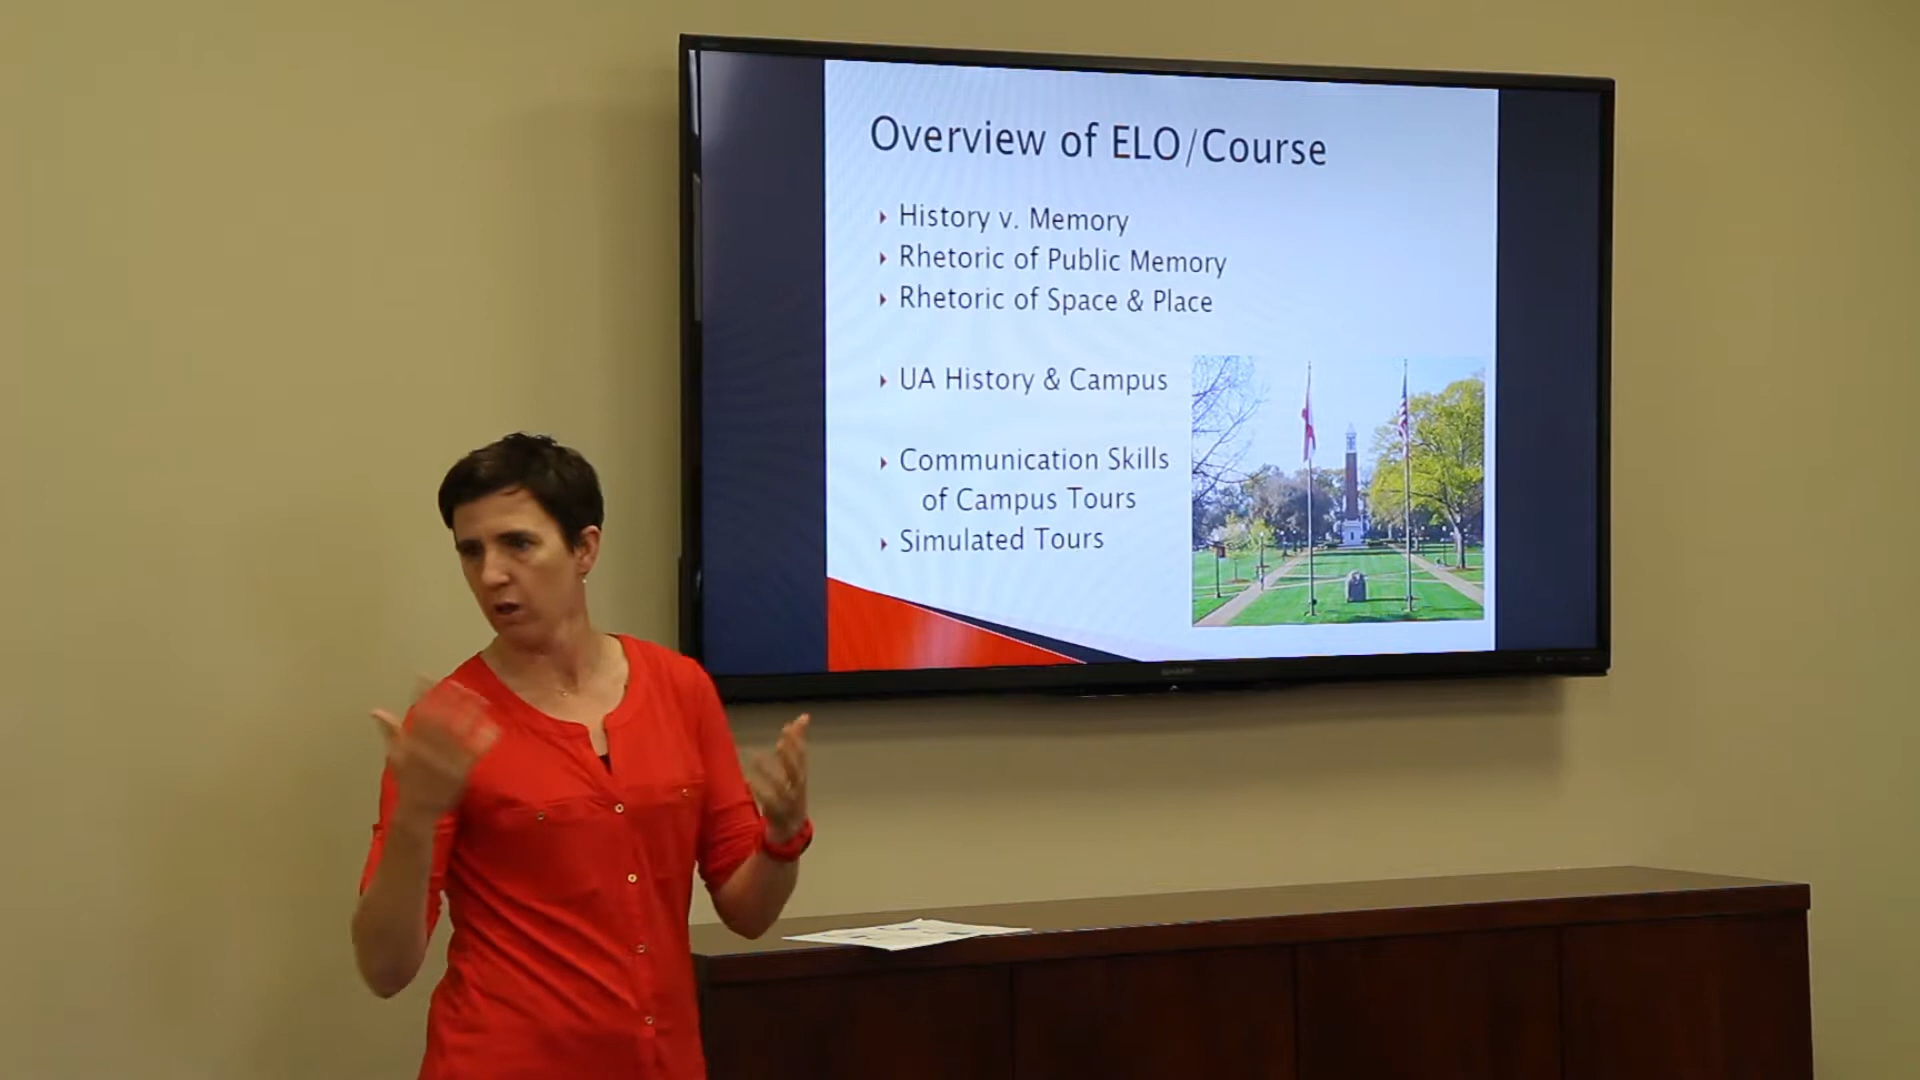 Overview of ELO/Course
History v. Memory
Rhetoric of Public Memory
Rhetoric of Space & Place
UA History & Campus
Communication Skills
of Campus Tours
Simulated Tours